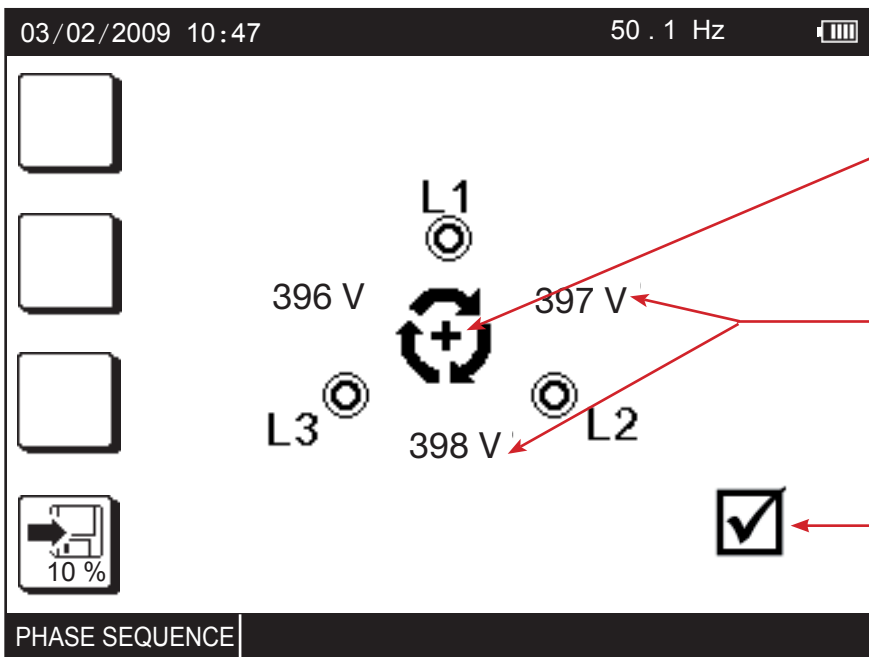 03/02/2009 10:47 50 . 1 Hz
L1
396 V 397 V
+
L3 L2
398 V
10 %
PHASE SEQUENCE